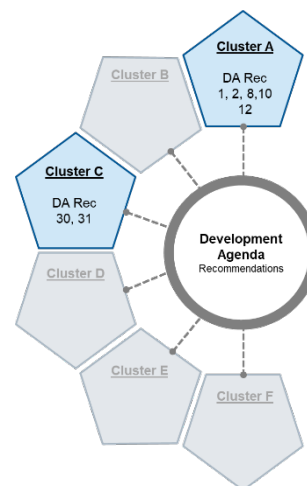 Cluster A
DA Rec
1, 2, 8,10
12
Cluster B
Cluster C
DA Rec
30, 31
Development
Agenda
Recommendations
Cluster D
Cluster E
Cluster F